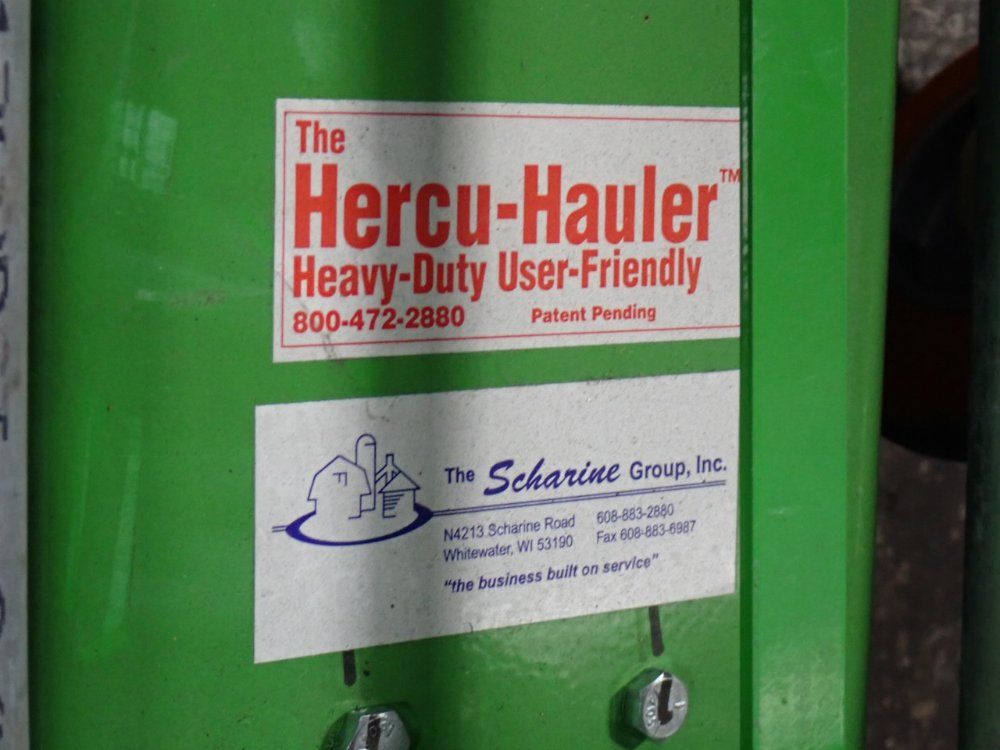 The
Hercu-Hauler™
Heavy-Duty User-Friendly
800-472-2880 Patent Pending
The Scharine Group, Inc.
N4213 Scharine Road 608-883-2880
Whitewater, WI 53190 Fax 608-883-6987
"the business built on service"